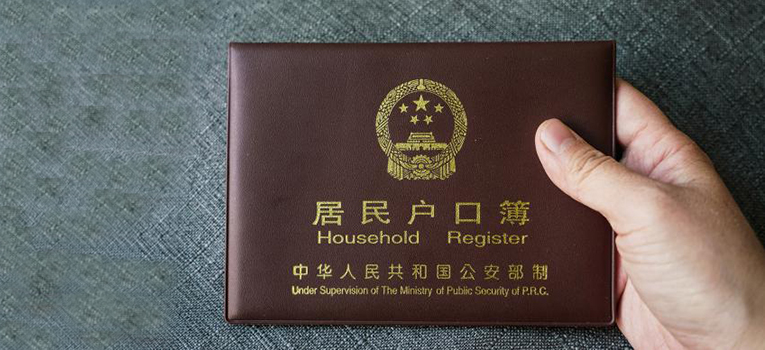 居民户口簿
Household Register
中华人民共和国公安部制
Under Supervision of The Ministry of Public Security of P.R.C.